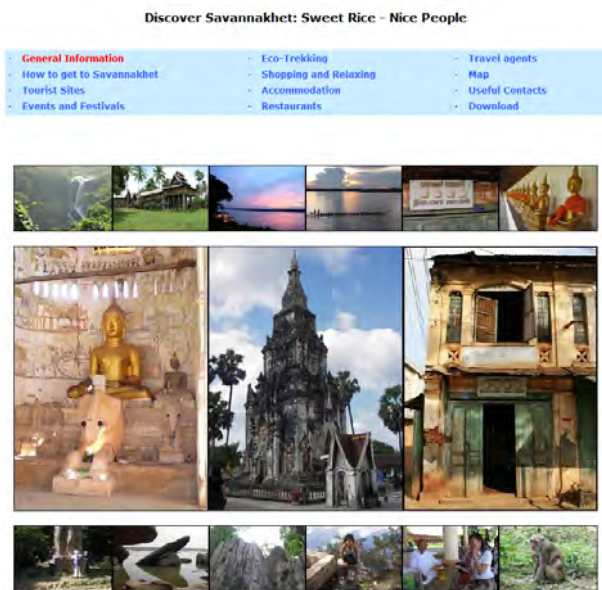 Discover Savannakhet: Sweet Rice - Nice People
· General Information · Eco-Trekking · Travel agents
· How to get to Savannakhet · Shopping and Relaxing · Map
· Tourist Sites · Accommodation · Useful Contacts
· Events and Festivals · Restaurants · Download